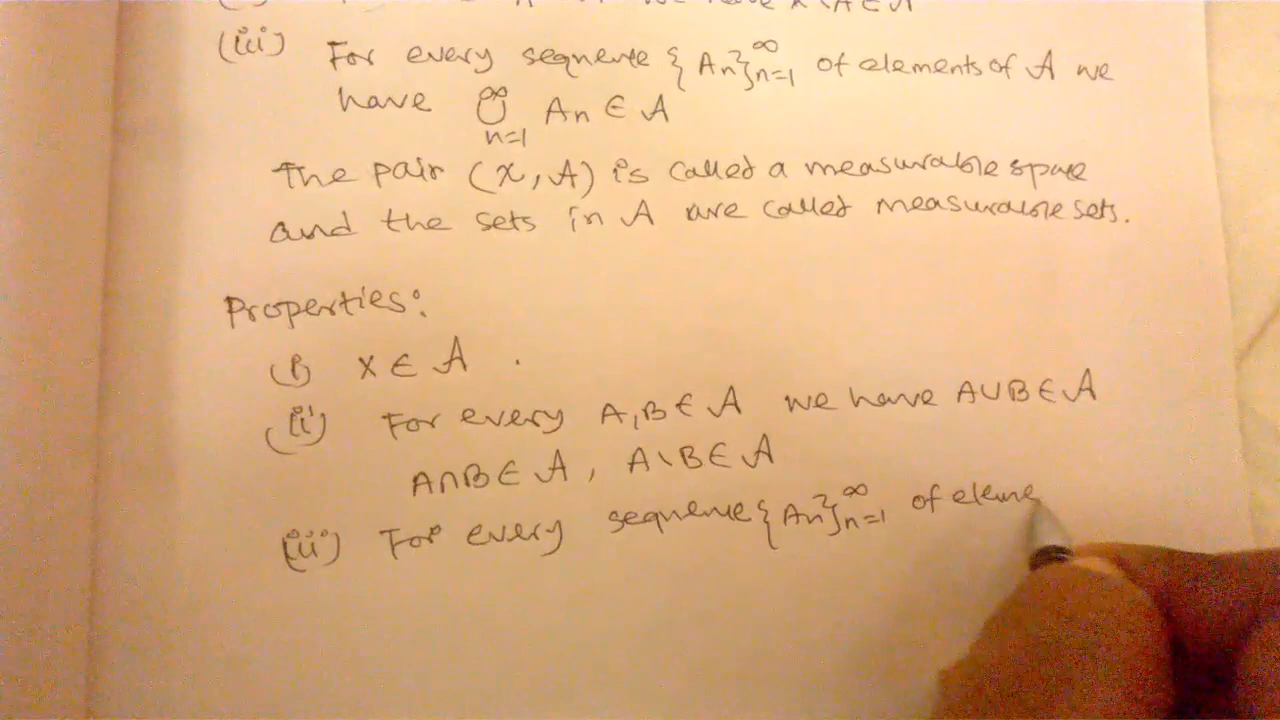 we have X\A∈A
(iii) For every sequence {An}∞n=1 of elements of A we
have ∞∪n=1 An ∈ A
The pair (X, A) is called a measurable space
and the sets in A are called measurable sets.
Properties:
(i) X ∈ A .
(ii) For every A,B ∈ A we have A∪B ∈ A
A∩B ∈ A, A\B ∈ A
(iii) For every sequence {An}∞n=1 of eleme